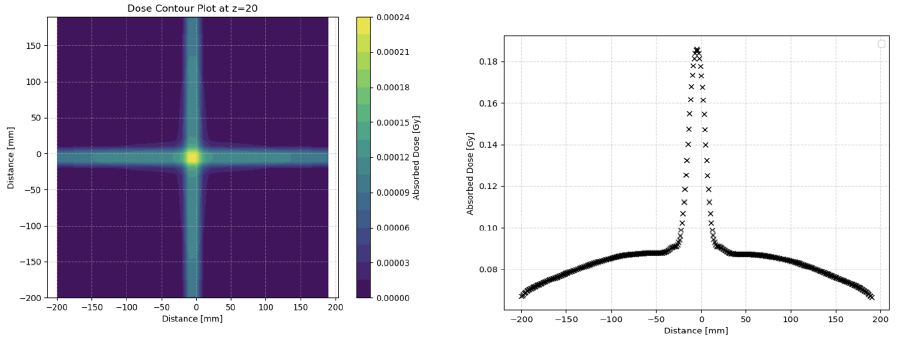 Dose Contour Plot at z=20
150
100
50
0
−50
−100
−150
−200
Distance [mm]
−200 −150 −100 −50 0 50 100 150 200
Distance [mm]
0.00024
0.00021
0.00018
0.00015
0.00012
0.00009
0.00006
0.00003
0.00000
Absorbed Dose [Gy]
0.18
0.16
0.14
0.12
0.10
0.08
Absorbed Dose [Gy]
−200 −150 −100 −50 0 50 100 150 200
Distance [mm]